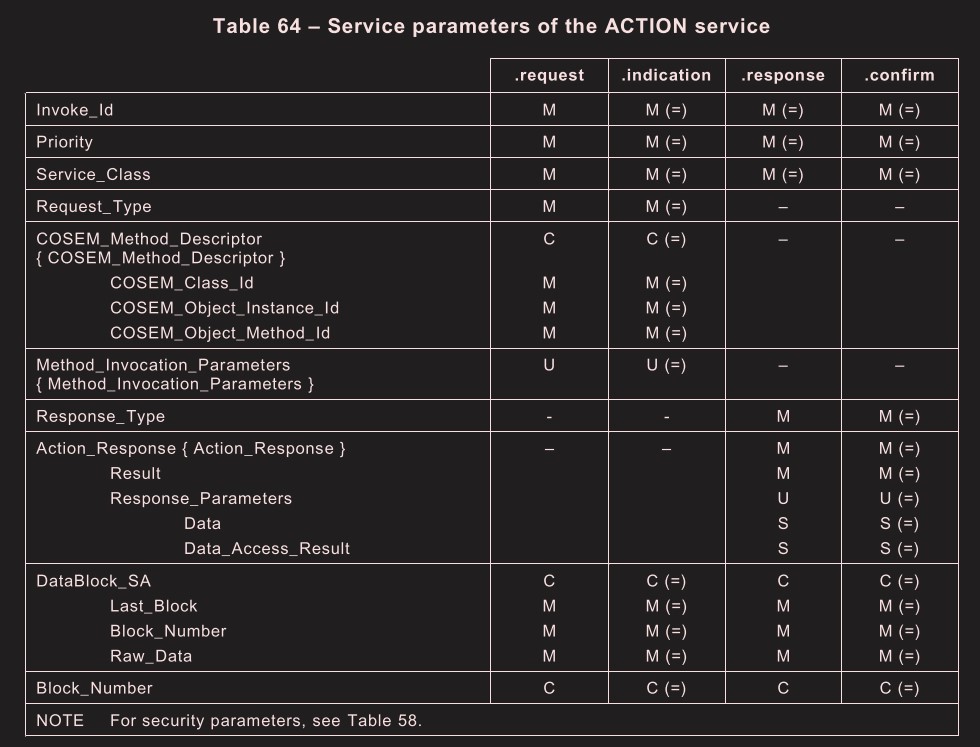 Table 64 – Service parameters of the ACTION service
.request .indication .response .confirm
Invoke_Id M M (=) M (=) M (=)
Priority M M (=) M (=) M (=)
Service_Class M M (=) M (=) M (=)
Request_Type M M (=) – –
COSEM_Method_Descriptor C C (=) – –
{ COSEM_Method_Descriptor }
COSEM_Class_Id M M (=)
COSEM_Object_Instance_Id M M (=)
COSEM_Object_Method_Id M M (=)
Method_Invocation_Parameters U U (=) – –
{ Method_Invocation_Parameters }
Response_Type - - M M (=)
Action_Response { Action_Response } – – M M (=)
Result M M (=)
Response_Parameters U U (=)
Data S S (=)
Data_Access_Result S S (=)
DataBlock_SA C C (=) C C (=)
Last_Block M M (=) M M (=)
Block_Number M M (=) M M (=)
Raw_Data M M (=) M M (=)
Block_Number C C (=) C C (=)
NOTE For security parameters, see Table 58.